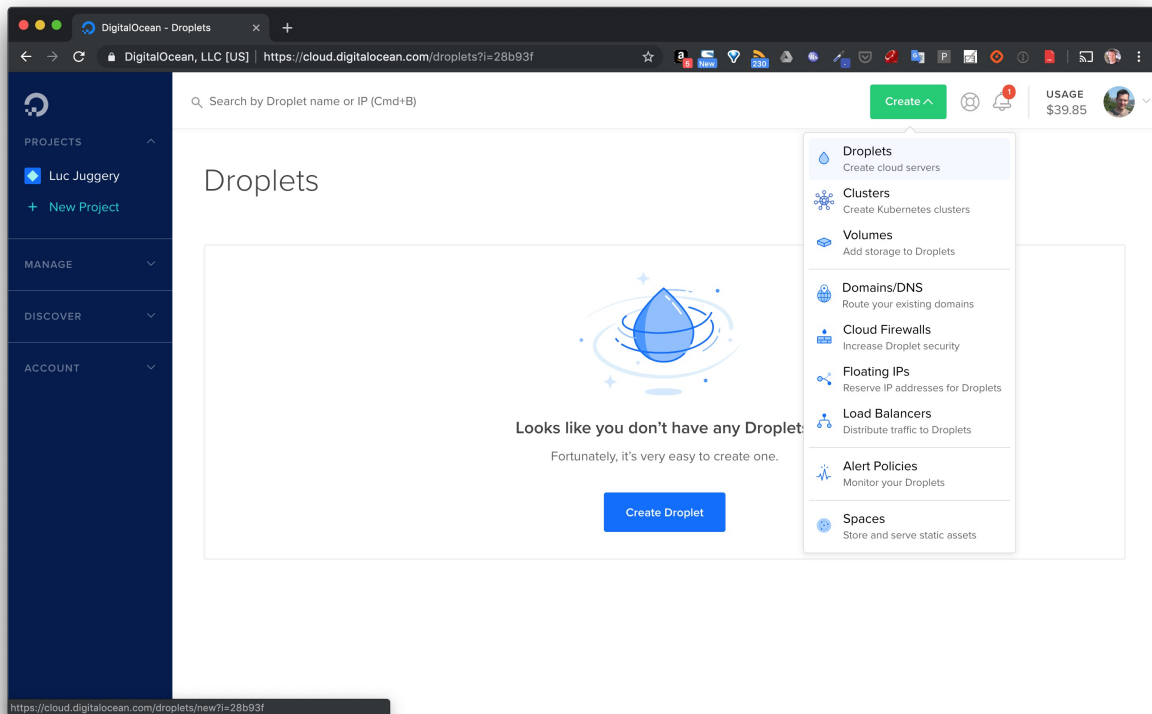 DigitalOcean - Droplets
DigitalOcean, LLC [US] | https://cloud.digitalocean.com/droplets?i=28b93f
5
New
230
P
Search by Droplet name or IP (Cmd+B)
Create
1
USAGE
$39.85
PROJECTS
Luc Juggery
+ New Project
MANAGE
DISCOVER
ACCOUNT
Droplets
Looks like you don't have any Droplets
Fortunately, it's very easy to create one.
Create Droplet
Droplets
Create cloud servers
Clusters
Create Kubernetes clusters
Volumes
Add storage to Droplets
Domains/DNS
Route your existing domains
Cloud Firewalls
Increase Droplet security
Floating IPs
Reserve IP addresses for Droplets
Load Balancers
Distribute traffic to Droplets
Alert Policies
Monitor your Droplets
Spaces
Store and serve static assets
https://cloud.digitalocean.com/droplets/new?i=28b93f